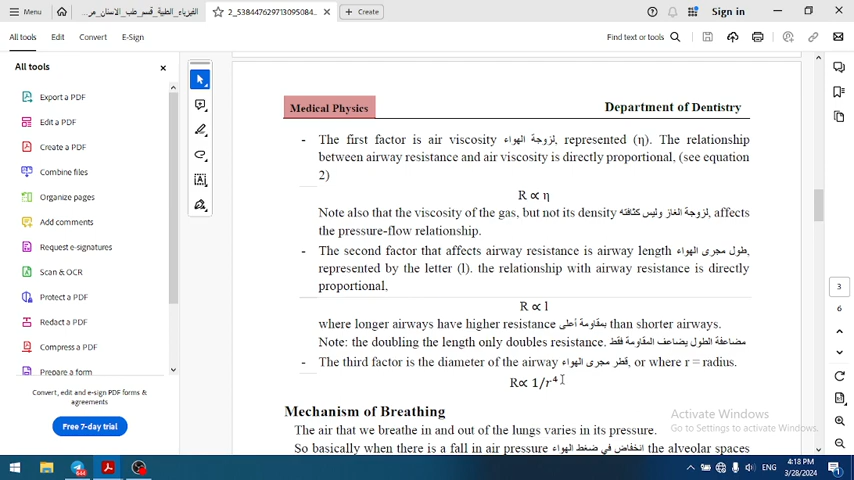 Menu
الفيزياء_الطبية_قسم_طب_الاسنان_مر...
2_538447629713095084...
Create
Sign in
All tools
Edit
Convert
E-Sign
Find text or tools
All tools
Export a PDF
Edit a PDF
Create a PDF
Combine files
Organize pages
Add comments
Request e-signatures
Scan & OCR
Protect a PDF
Redact a PDF
Compress a PDF
Prepare a form
Convert, edit and e-sign PDF forms & agreements
Free 7-day trial
Medical Physics
Department of Dentistry
- The first factor is air viscosity لزوجة الهواء, represented (η). The relationship
between airway resistance and air viscosity is directly proportional, (see equation
2)
R ∝ η
Note also that the viscosity of the gas, but not its density لزوجة الغاز وليس كثافته, affects
the pressure-flow relationship.
- The second factor that affects airway resistance is airway length طول مجرى الهواء,
represented by the letter (l). the relationship with airway resistance is directly
proportional,
R ∝ l
where longer airways have higher resistance بمقاومة أعلى than shorter airways.
Note: the doubling the length only doubles resistance. مضاعفة الطول يضاعف المقاومة فقط
- The third factor is the diameter of the airway قطر مجرى الهواء, or where r = radius.
R∝ 1/r⁴
Mechanism of Breathing
The air that we breathe in and out of the lungs varies in its pressure.
So basically when there is a fall in air pressure انخفاض في ضغط الهواء the alveolar spaces
Activate Windows
Go to Settings to activate Windows.
3
6
ENG
4:18 PM
3/28/2024